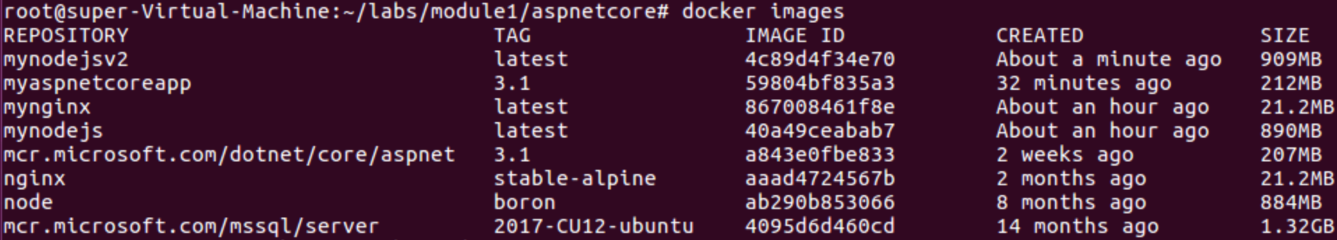 root@super-Virtual-Machine:~/labs/module1/aspnetcore# docker images
REPOSITORY TAG IMAGE ID CREATED SIZE
mynodejsv2 latest 4c89d4f34e70 About a minute ago 909MB
myaspnetcoreapp 3.1 59804bf835a3 32 minutes ago 212MB
mynginx latest 867008461f8e About an hour ago 21.2MB
mynodejs latest 40a49ceabab7 About an hour ago 890MB
mcr.microsoft.com/dotnet/core/aspnet 3.1 a843e0fbe833 2 weeks ago 207MB
nginx stable-alpine aaad4724567b 2 months ago 21.2MB
node boron ab290b853066 8 months ago 884MB
mcr.microsoft.com/mssql/server 2017-CU12-ubuntu 4095d6d460cd 14 months ago 1.32GB